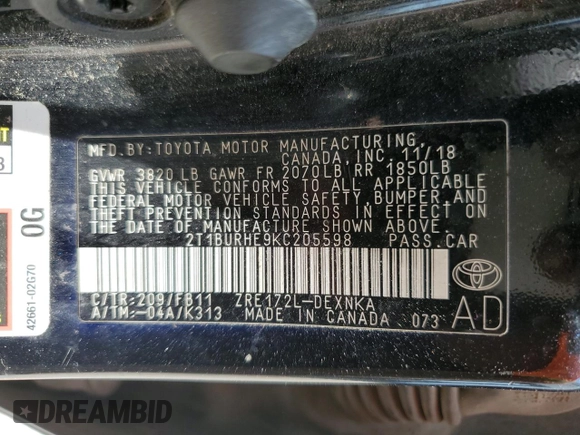 MFD.BY:TOYOTA MOTOR MANUFACTURING,
CANADA, INC. 11/18
GVWR 3820 LB GAWR FR 2070LB RR 1850LB
THIS VEHICLE CONFORMS TO ALL APPLICABLE
FEDERAL MOTOR VEHICLE SAFETY, BUMPER, AND
THEFT PREVENTION STANDARDS IN EFFECT ON
THE DATE OF MANUFACTURE SHOWN ABOVE.
2T1BURHE9KC205598 PASS.CAR
C/TR:209/FB11 ZRE172L-DEXNKA
A/TM:-04A/K313 MADE IN CANADA 073
AD
0G
42661-02G70
DREAMBID